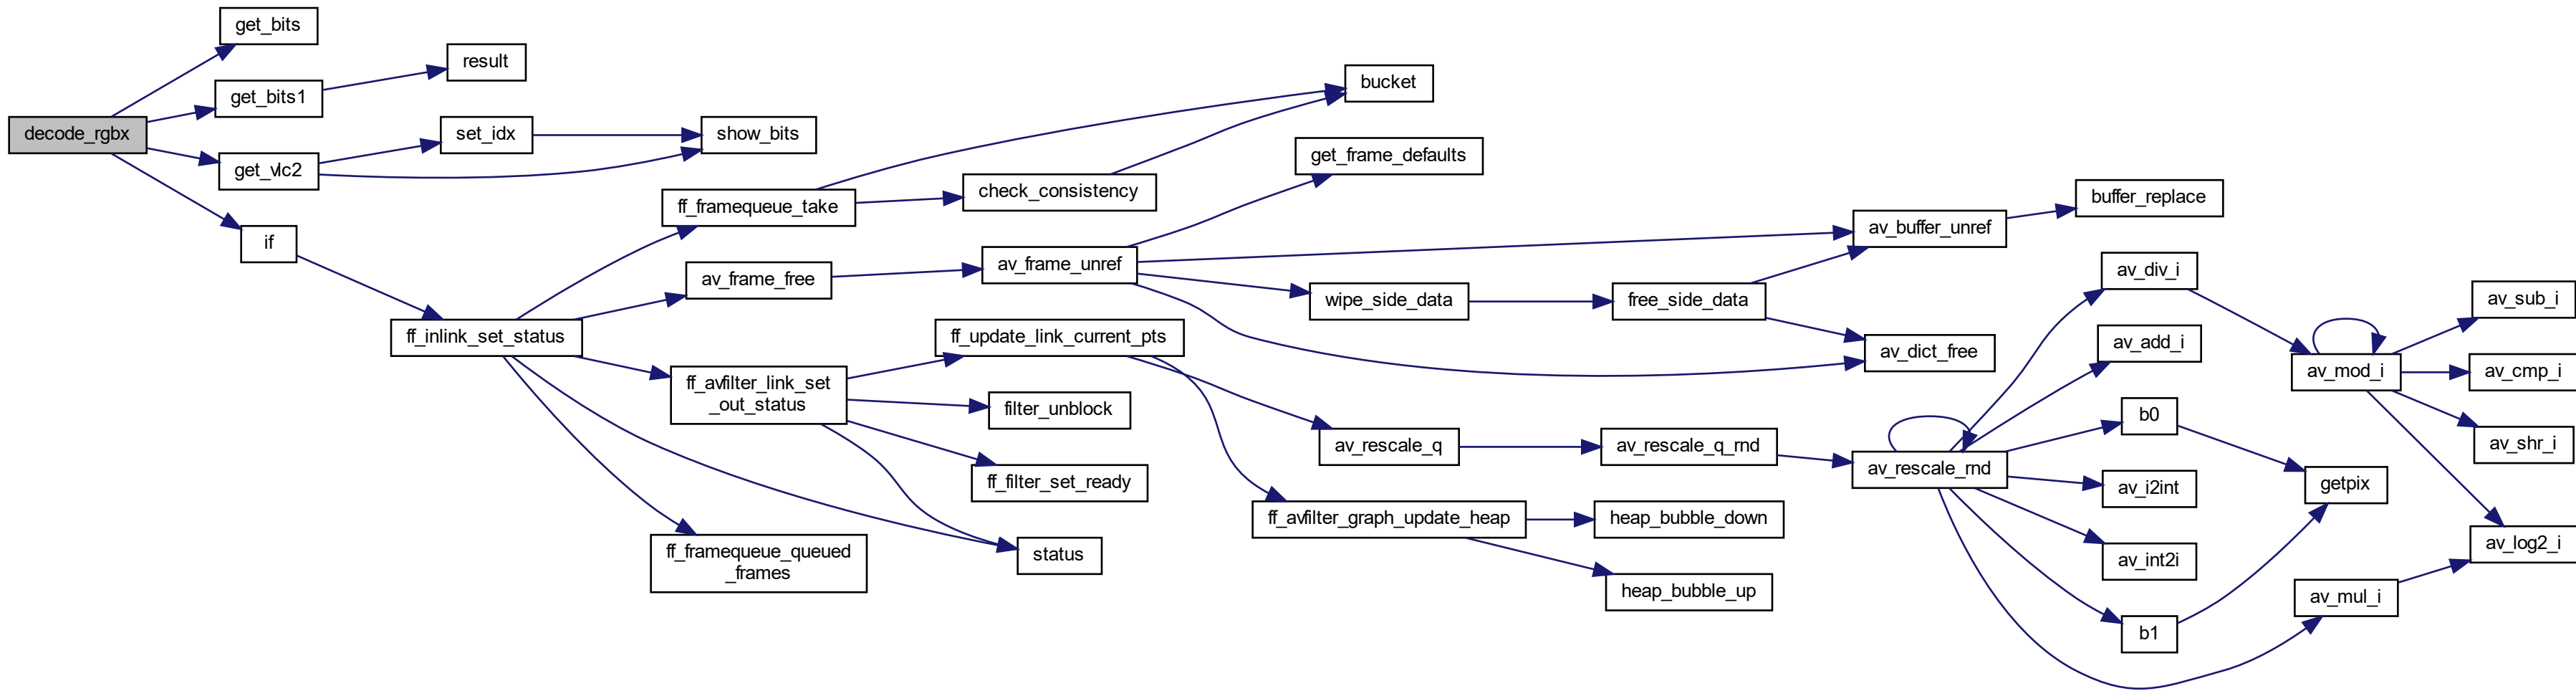 decode_rgbx
get_bits
get_bits1
get_vlc2
if
result
set_idx
show_bits
ff_inlink_set_status
ff_framequeue_take
av_frame_free
ff_avfilter_link_set
_out_status
ff_framequeue_queued
_frames
check_consistency
av_frame_unref
ff_update_link_current_pts
filter_unblock
ff_filter_set_ready
status
bucket
get_frame_defaults
wipe_side_data
av_rescale_q
ff_avfilter_graph_update_heap
free_side_data
av_rescale_q_rnd
heap_bubble_down
heap_bubble_up
av_buffer_unref
av_dict_free
av_rescale_rnd
buffer_replace
av_div_i
av_add_i
b0
av_i2int
av_int2i
b1
av_mod_i
getpix
av_mul_i
av_sub_i
av_cmp_i
av_shr_i
av_log2_i